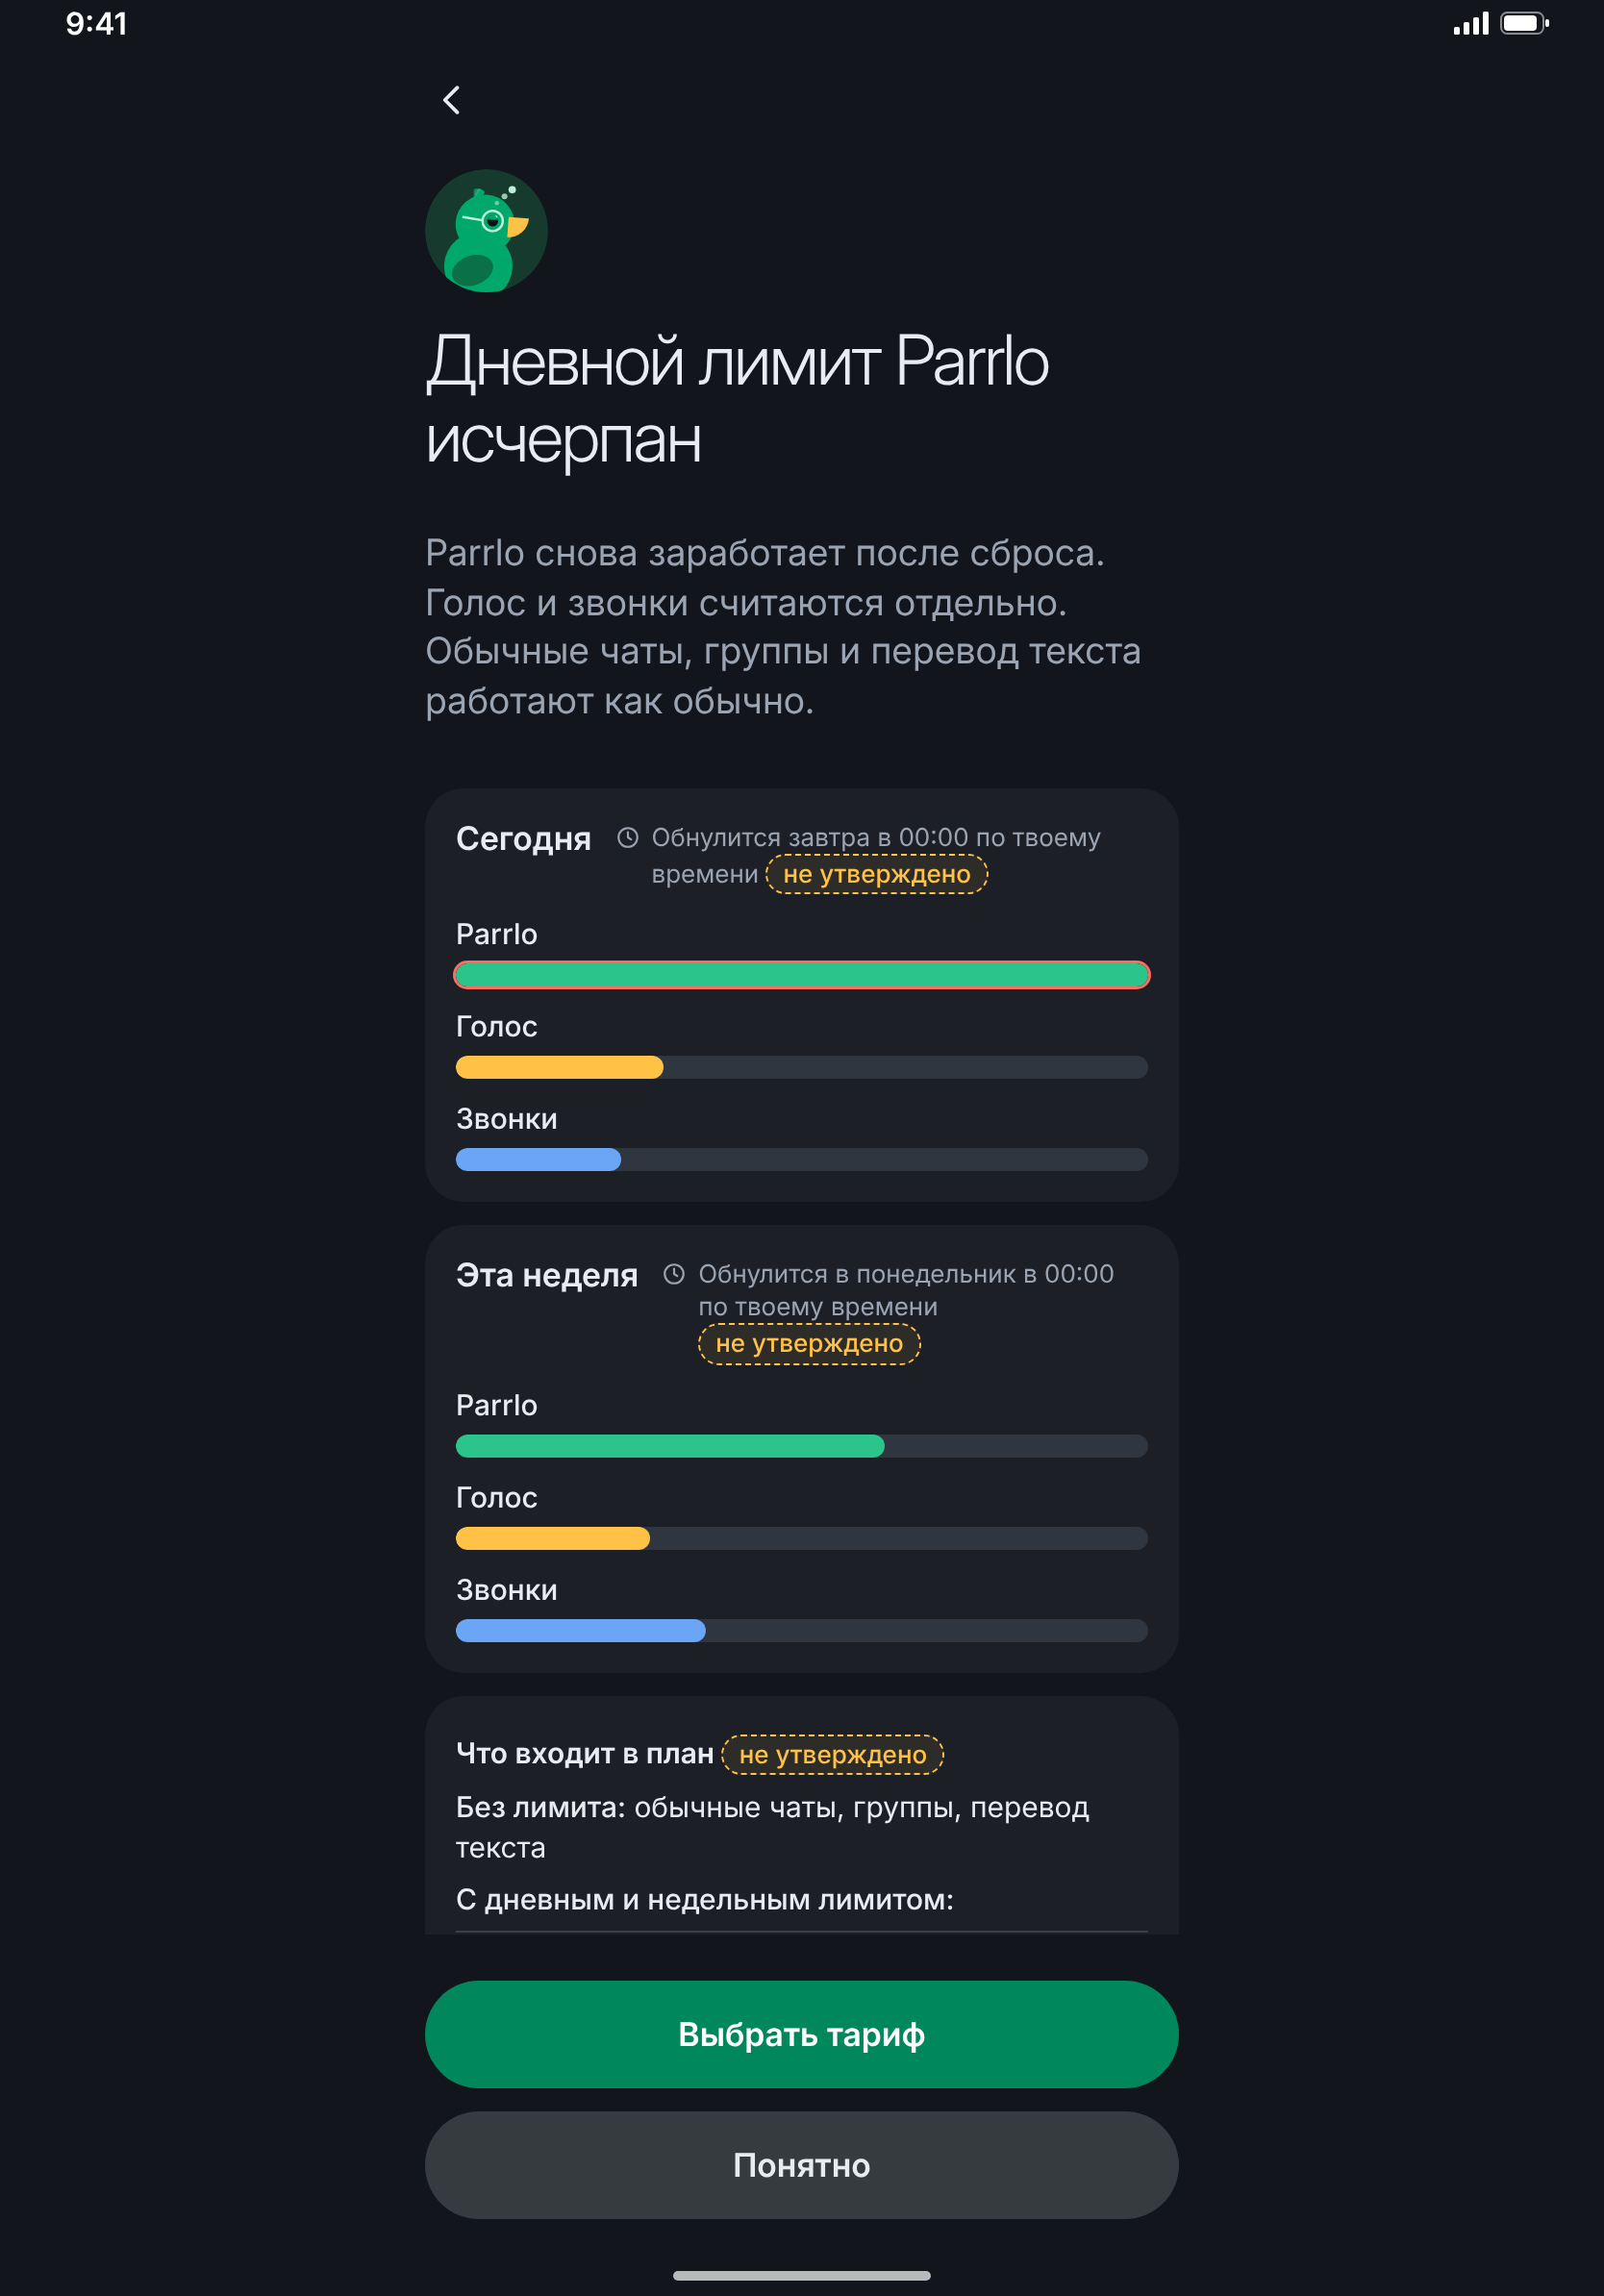 9:41
Дневной лимит Parrlo
исчерпан
Parrlo снова заработает после сброса.
Голос и звонки считаются отдельно.
Обычные чаты, группы и перевод текста
работают как обычно.
Сегодня Обнулится завтра в 00:00 по твоему
времени не утверждено
Parrlo
Голос
Звонки
Эта неделя Обнулится в понедельник в 00:00
по твоему времени
не утверждено
Parrlo
Голос
Звонки
Что входит в план не утверждено
Без лимита: обычные чаты, группы, перевод
текста
С дневным и недельным лимитом:
Выбрать тариф
Понятно